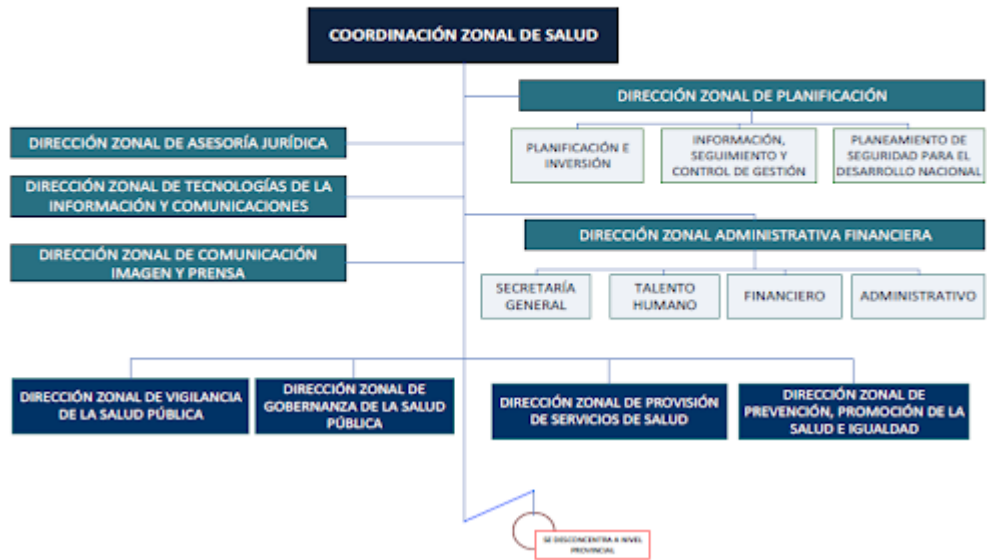 COORDINACIÓN ZONAL DE SALUD
DIRECCIÓN ZONAL DE PLANIFICACIÓN
PLANIFICACIÓN E
INVERSIÓN
INFORMACIÓN,
SEGUIMIENTO Y
CONTROL DE GESTIÓN
PLANEAMIENTO DE
SEGURIDAD PARA EL
DESARROLLO NACIONAL
DIRECCIÓN ZONAL DE ASESORÍA JURÍDICA
DIRECCIÓN ZONAL DE TECNOLOGÍAS DE LA
INFORMACIÓN Y COMUNICACIONES
DIRECCIÓN ZONAL DE COMUNICACIÓN
IMAGEN Y PRENSA
DIRECCIÓN ZONAL ADMINISTRATIVA FINANCIERA
SECRETARÍA
GENERAL
TALENTO
HUMANO
FINANCIERO
ADMINISTRATIVO
DIRECCIÓN ZONAL DE VIGILANCIA
DE LA SALUD PÚBLICA
DIRECCIÓN ZONAL DE
GOBERNANZA DE LA SALUD
PÚBLICA
DIRECCIÓN ZONAL DE PROVISIÓN
DE SERVICIOS DE SALUD
DIRECCIÓN ZONAL DE
PREVENCIÓN, PROMOCIÓN DE LA
SALUD E IGUALDAD
SE DESCONCENTRA A NIVEL
PROVINCIAL